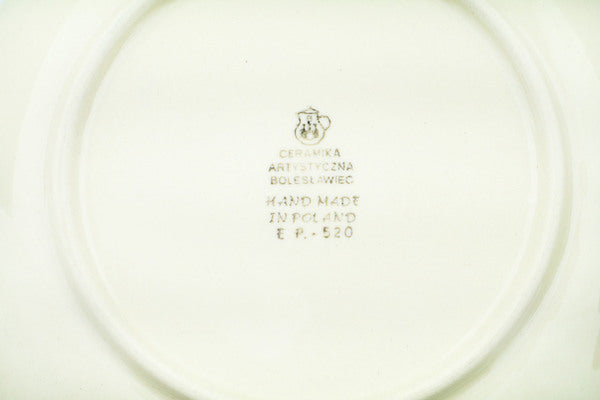 CERAMIKA
ARTYSTYCZNA
BOLESŁAWIEC
HAND MADE
IN POLAND
E P. - 520